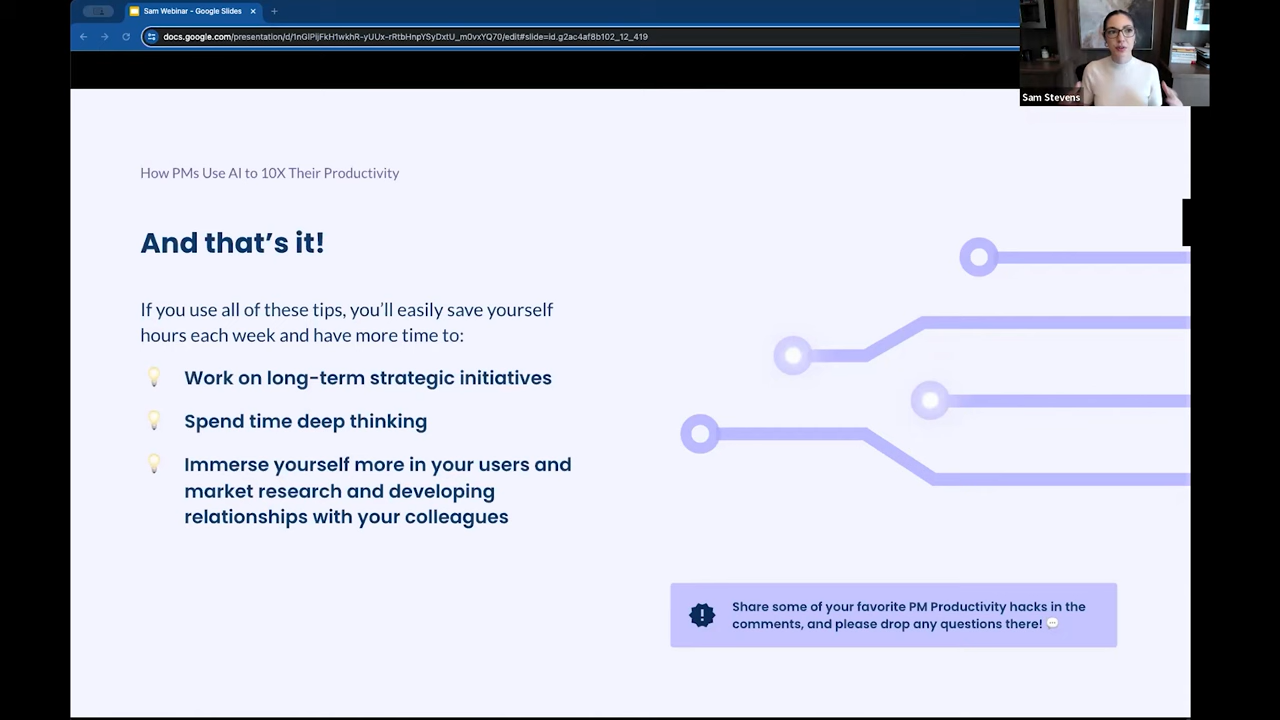 Sam Webinar - Google Slides
docs.google.com/presentation/d/1nGlPijFkH1wkhR-yUUx-rRtbHnpYSyDxtU_m0vxYQ70/edit#slide=id.g2ac4af8b102_12_419
Sam Stevens
How PMs Use AI to 10X Their Productivity
And that's it!
If you use all of these tips, you'll easily save yourself
hours each week and have more time to:
Work on long-term strategic initiatives
Spend time deep thinking
Immerse yourself more in your users and
market research and developing
relationships with your colleagues
Share some of your favorite PM Productivity hacks in the
comments, and please drop any questions there! 💬